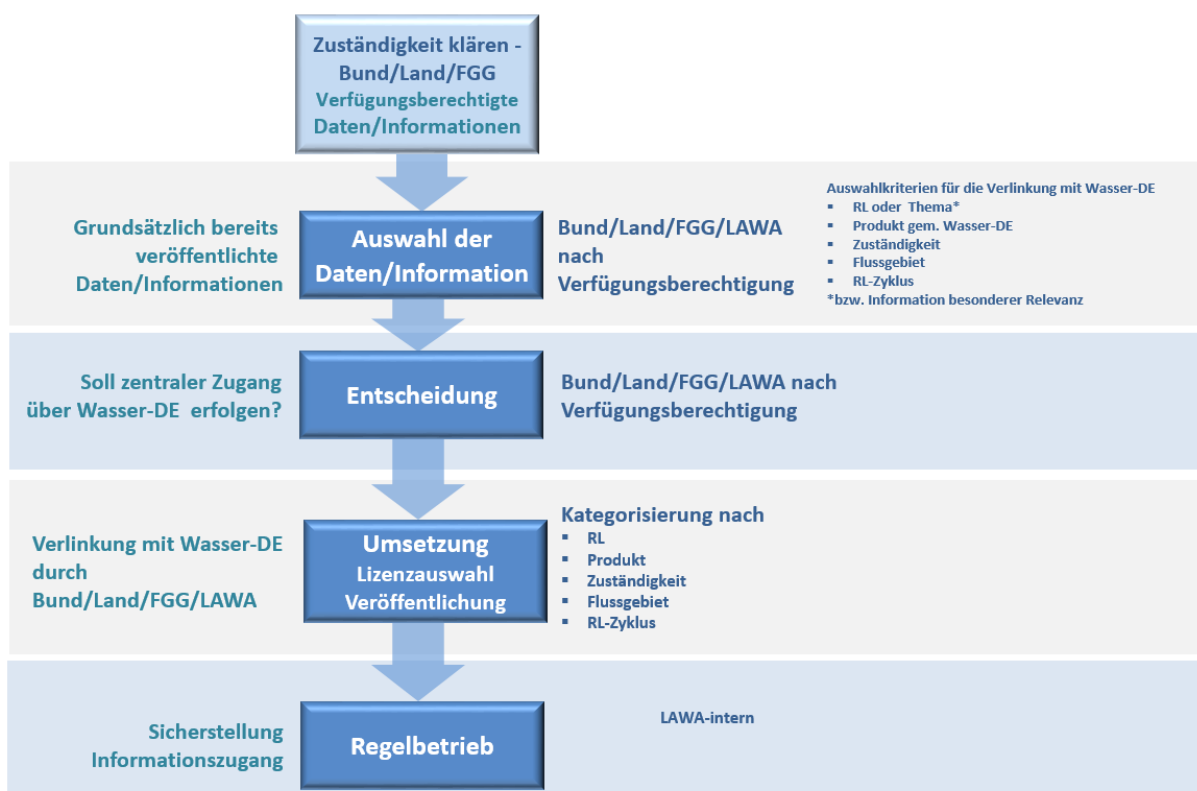 Zuständigkeit klären -
Bund/Land/FGG
Verfügungsberechtigte
Daten/Informationen
Grundsätzlich bereits
veröffentlichte
Daten/Informationen
Auswahl der
Daten/Information
Bund/Land/FGG/LAWA
nach
Verfügungsberechtigung
Auswahlkriterien für die Verlinkung mit Wasser-DE
▪ RL oder Thema*
▪ Produkt gem. Wasser-DE
▪ Zuständigkeit
▪ Flussgebiet
▪ RL-Zyklus
*bzw. Information besonderer Relevanz
Soll zentraler Zugang
über Wasser-DE erfolgen?
Entscheidung
Bund/Land/FGG/LAWA nach
Verfügungsberechtigung
Verlinkung mit Wasser-DE
durch
Bund/Land/FGG/LAWA
Umsetzung
Lizenzauswahl
Veröffentlichung
Kategorisierung nach
▪ RL
▪ Produkt
▪ Zuständigkeit
▪ Flussgebiet
▪ RL-Zyklus
Sicherstellung
Informationszugang
Regelbetrieb
LAWA-intern